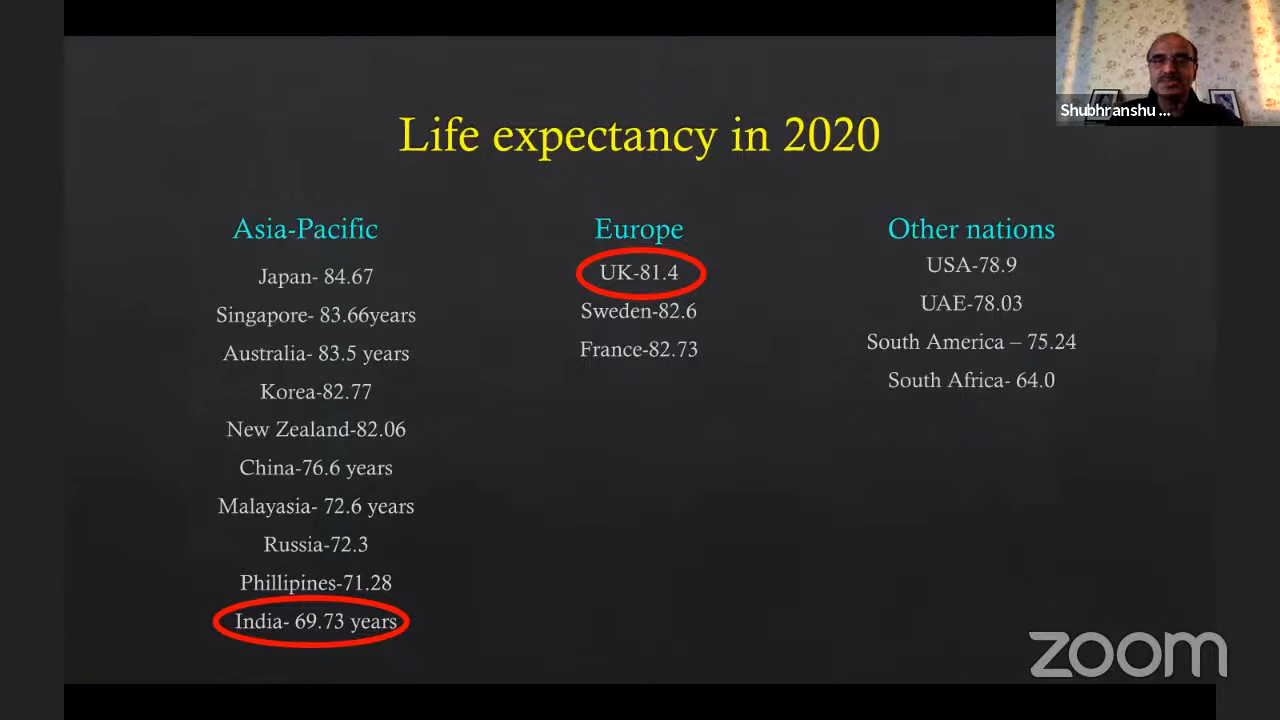 Shubhranshu ...
Life expectancy in 2020
Asia-Pacific
Japan- 84.67
Singapore- 83.66years
Australia- 83.5 years
Korea-82.77
New Zealand-82.06
China-76.6 years
Malayasia- 72.6 years
Russia-72.3
Phillipines-71.28
India- 69.73 years
Europe
UK-81.4
Sweden-82.6
France-82.73
Other nations
USA-78.9
UAE-78.03
South America – 75.24
South Africa- 64.0
zoom